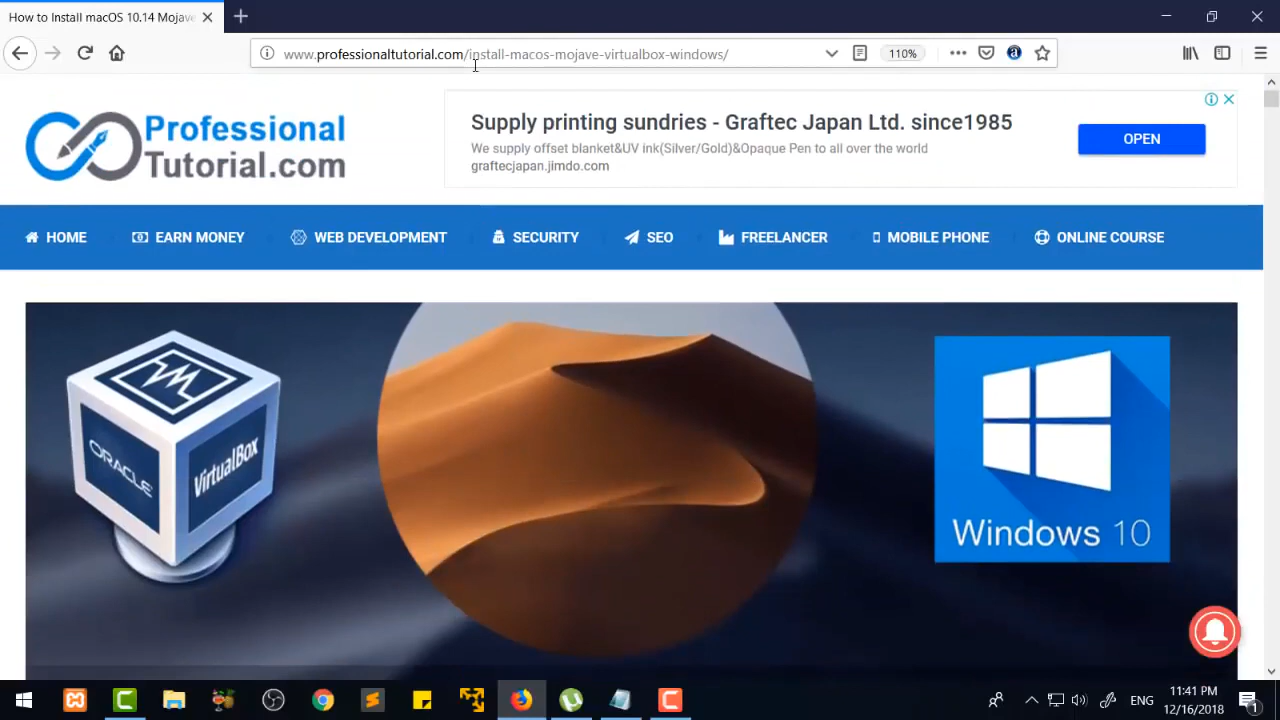 How to Install macOS 10.14 Mojave
www.professionaltutorial.com/install-macos-mojave-virtualbox-windows/
110%
Professional
Tutorial.com
Supply printing sundries - Graftec Japan Ltd. since1985
We supply offset blanket&UV ink(Silver/Gold)&Opaque Pen to all over the world
graftecjapan.jimdo.com
OPEN
HOME
EARN MONEY
WEB DEVELOPMENT
SECURITY
SEO
FREELANCER
MOBILE PHONE
ONLINE COURSE
ORACLE
VirtualBox
Windows 10
ENG
11:41 PM
12/16/2018
1